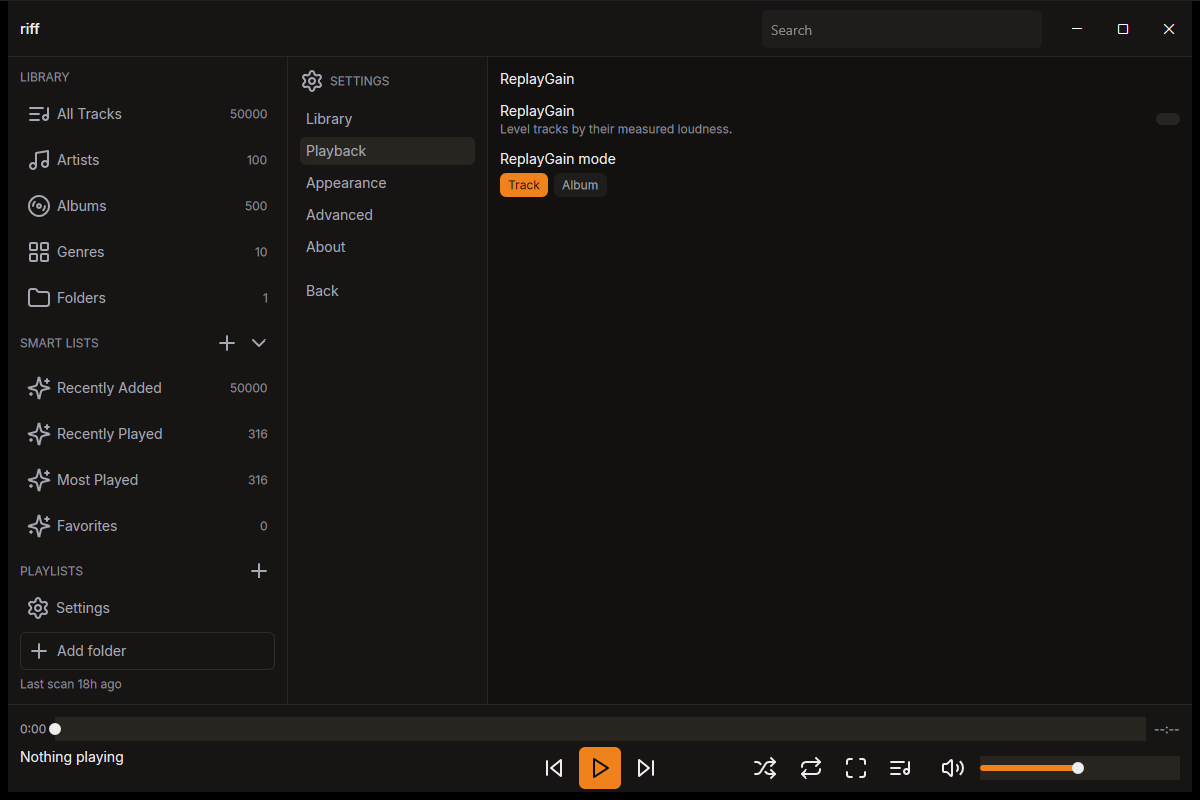 riff
Search
LIBRARY
All Tracks 50000
Artists 100
Albums 500
Genres 10
Folders 1
SMART LISTS
Recently Added 50000
Recently Played 316
Most Played 316
Favorites 0
PLAYLISTS
Settings
Add folder
Last scan 18h ago
SETTINGS
Library
Playback
Appearance
Advanced
About
Back
ReplayGain
ReplayGain
Level tracks by their measured loudness.
ReplayGain mode
Track Album
0:00 --:--
Nothing playing